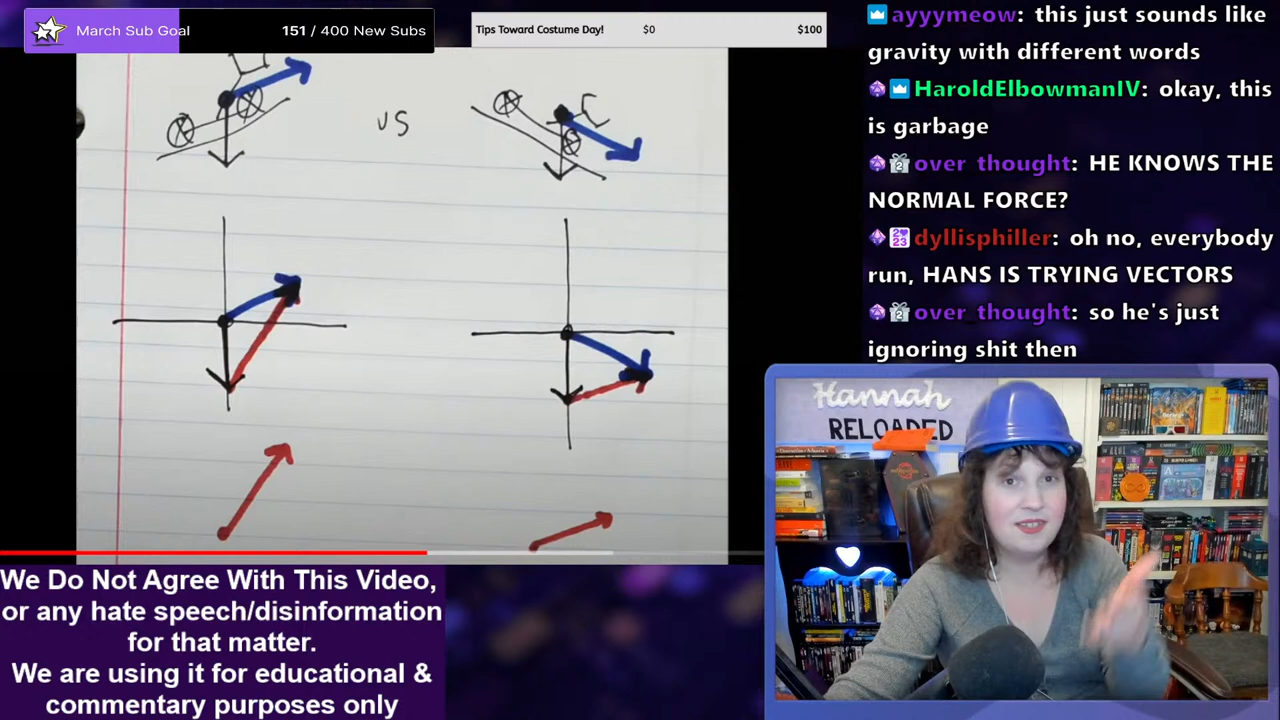 March Sub Goal
151 / 400 New Subs
Tips Toward Costume Day!
$0
$100
vs
ayyymeow: this just sounds like
gravity with different words
HaroldElbowmanIV: okay, this
is garbage
over_thought: HE KNOWS THE
NORMAL FORCE?
2023
dyllisphiller: oh no, everybody
run, HANS IS TRYING VECTORS
over_thought: so he's just
ignoring shit then
Hannah
RELOADED
We Do Not Agree With This Video,
or any hate speech/disinformation
for that matter.
We are using it for educational &
commentary purposes only